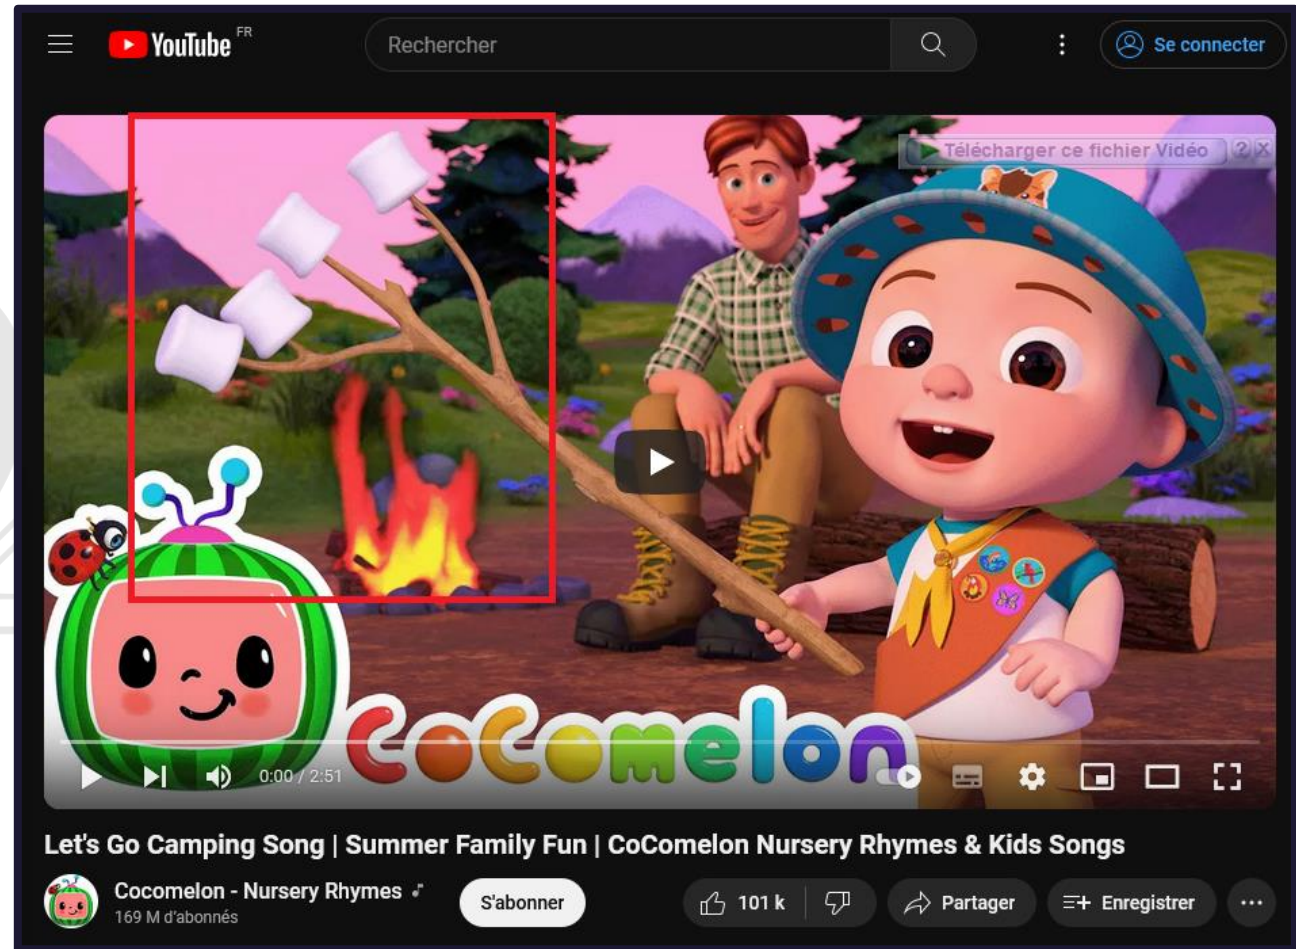 YouTube FR
Rechercher
Se connecter
Télécharger ce fichier Vidéo ? X
CoComelon
0:00 / 2:51
Let's Go Camping Song | Summer Family Fun | CoComelon Nursery Rhymes & Kids Songs
Cocomelon - Nursery Rhymes
169 M d'abonnés
S'abonner
101 k
Partager
Enregistrer